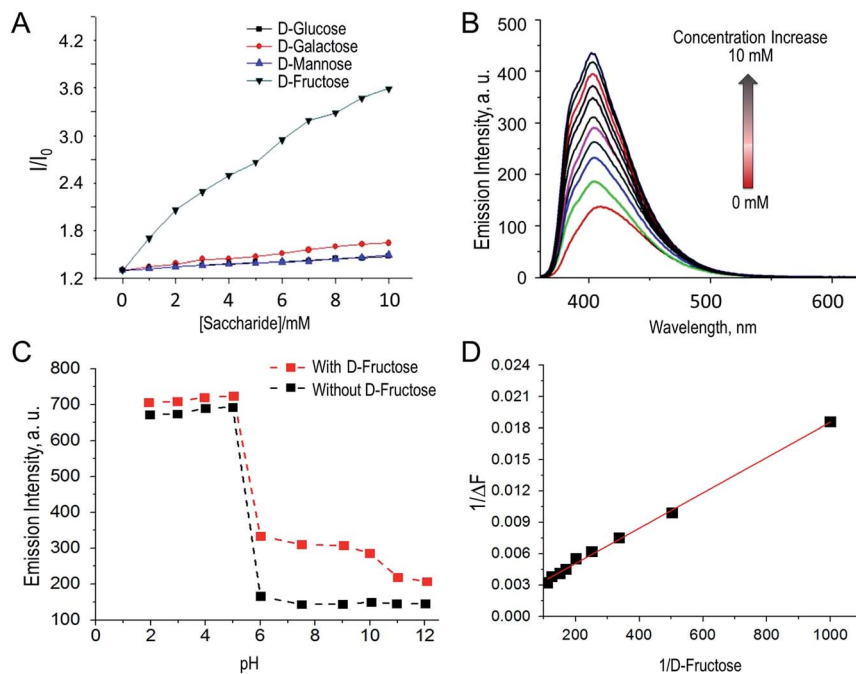 A
4.2
3.6
3.0
2.4
1.8
1.2
I/I0
0
2
4
6
8
10
[Saccharide]/mM
D-Glucose
D-Galactose
D-Mannose
D-Fructose
B
500
400
300
200
100
0
Emission Intensity, a. u.
400
500
600
Wavelength, nm
Concentration Increase
10 mM
0 mM
C
800
700
600
500
400
300
200
100
Emission Intensity, a. u.
0
2
4
6
8
10
12
pH
With D-Fructose
Without D-Fructose
D
0.024
0.021
0.018
0.015
0.012
0.009
0.006
0.003
0.000
1/ΔF
200
400
600
800
1000
1/D-Fructose